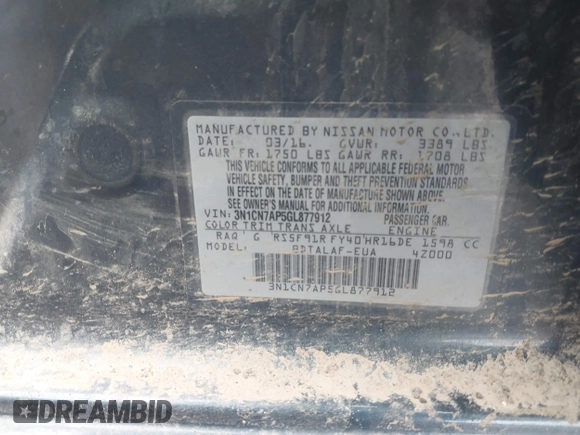 MANUFACTURED BY NISSAN MOTOR CO., LTD.
DATE: 03/16 GVWR: 3389 LBS
GAWR FR: 1750 LBS GAWR RR: 1708 LBS
THIS VEHICLE CONFORMS TO ALL APPLICABLE FEDERAL MOTOR
VEHICLE SAFETY, BUMPER AND THEFT PREVENTION STANDARDS
IN EFFECT ON THE DATE OF MANUFACTURE SHOWN ABOVE.
SEE OWNER'S MANUAL FOR ADDITIONAL INFORMATION.
VIN: 3N1CN7AP5GL877912 PASSENGER CAR
COLOR TRIM TRANS AXLE ENGINE
RAQ G RS5F91R FY40 HR16DE 1598 CC
MODEL: BDTALAF-EUA 4Z000
3N1CN7AP5GL877912
DREAMBID